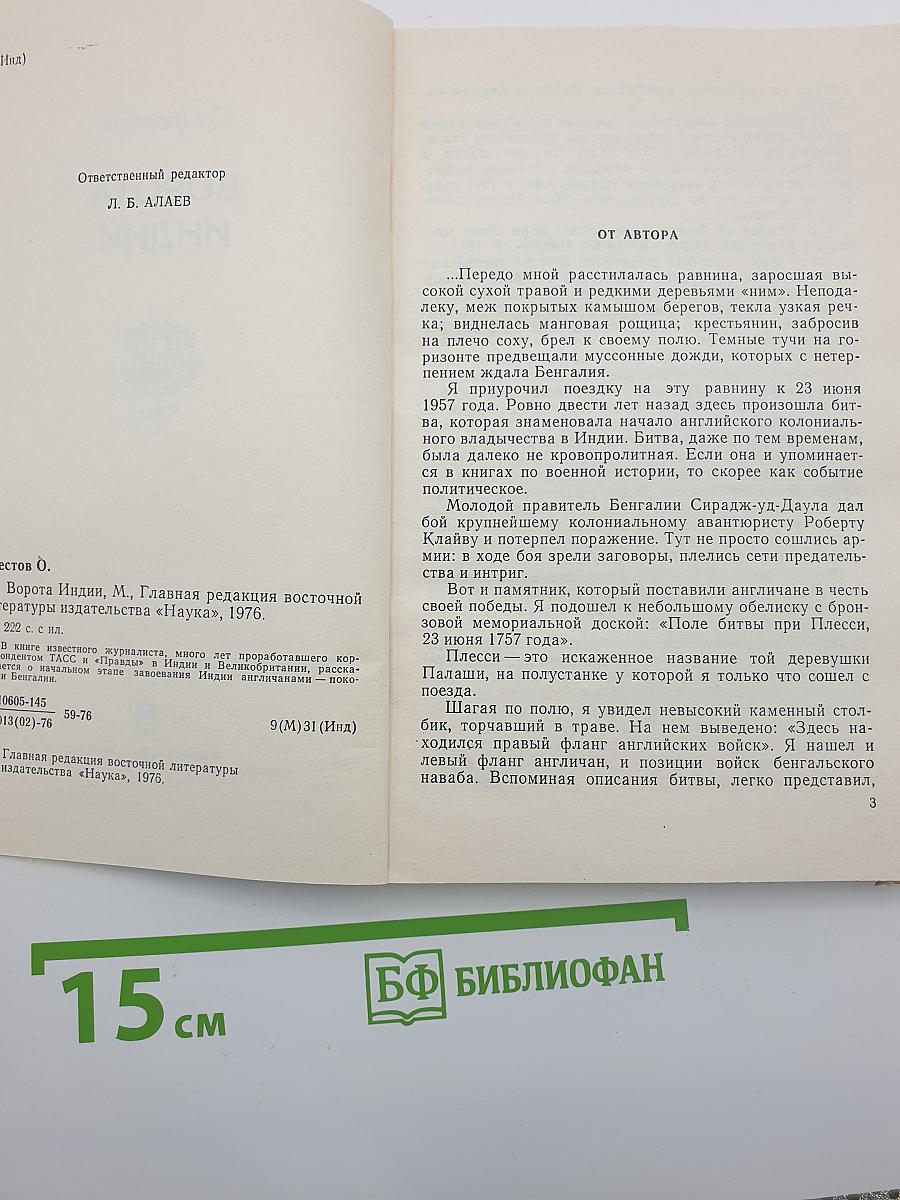 Инд)
Ответственный редактор
Л. Б. АЛАЕВ
естов О.
Ворота Индии, М., Главная редакция восточной
тературы издательства «Наука», 1976.
222 с. с ил.
В книге известного журналиста, много лет проработавшего кор-
ондентом ТАСС и «Правды» в Индии и Великобритании, расска-
ается о начальном этапе завоевания Индии англичанами — поко-
и Бенгалии.
10605-145
013(02)-76
59-76
9(М)31(Инд)
Главная редакция восточной литературы
издательства «Наука», 1976.
ОТ АВТОРА
...Передо мной расстилалась равнина, заросшая вы-
сокой сухой травой и редкими деревьями «ним». Непода-
леку, меж покрытых камышом берегов, текла узкая реч-
ка; виднелась манговая рощица; крестьянин, забросив
на плечо соху, брел к своему полю. Темные тучи на го-
ризонте предвещали муссонные дожди, которых с нетер-
пением ждала Бенгалия.
Я приурочил поездку на эту равнину к 23 июня
1957 года. Ровно двести лет назад здесь произошла бит-
ва, которая знаменовала начало английского колониаль-
ного владычества в Индии. Битва, даже по тем временам,
была далеко не кровопролитная. Если она и упоминает-
ся в книгах по военной истории, то скорее как событие
политическое.
Молодой правитель Бенгалии Сирадж-уд-Даула дал
бой крупнейшему колониальному авантюристу Роберту
Клайву и потерпел поражение. Тут не просто сошлись ар-
мии: в ходе боя зрели заговоры, плелись сети предатель-
ства и интриг.
Вот и памятник, который поставили англичане в честь
своей победы. Я подошел к небольшому обелиску с брон-
зовой мемориальной доской: «Поле битвы при Плесси,
23 июня 1757 года».
Плесси — это искаженное название той деревушки
Палаши, на полустанке у которой я только что сошел с
поезда.
Шагая по полю, я увидел невысокий каменный стол-
бик, торчавший в траве. На нем выведено: «Здесь на-
ходился правый фланг английских войск». Я нашел и
левый фланг англичан, и позиции войск бенгальского
наваба. Вспоминая описания битвы, легко представил,
3
15 см
БФ БИБЛИОФАН